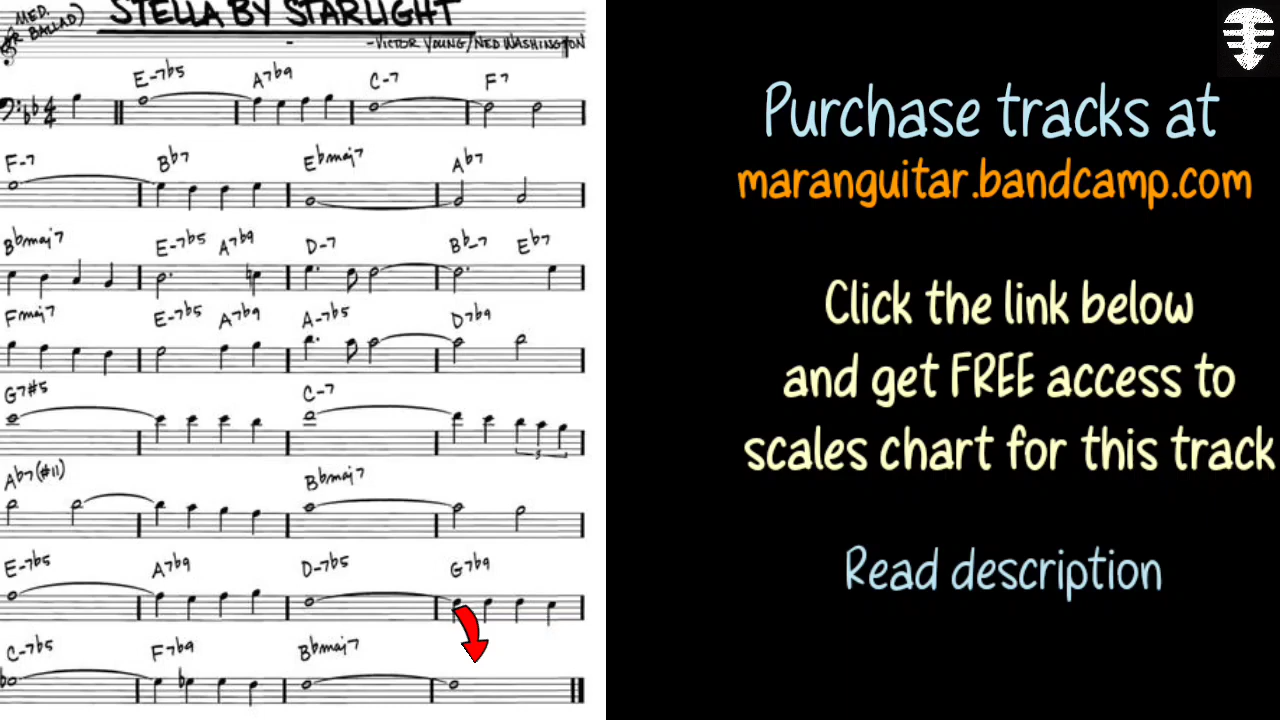 STELLA BY STARLIGHT
(MED. OR BALLAD)
-VICTOR YOUNG/NED WASHINGTON
E-7b5 A7b9 C-7 F7
F-7 Bb7 Ebmaj7 Ab7
Bbmaj7 E-7b5 A7b9 D-7 Bb-7 Eb7
Fmaj7 E-7b5 A7b9 A-7b5 D7b9
G7#5 C-7
3
Ab7(#11) Bbmaj7
E-7b5 A7b9 D-7b5 G7b9
C-7b5 F7b9 Bbmaj7
Purchase tracks at
maranguitar.bandcamp.com
Click the link below
and get FREE access to
scales chart for this track
Read description